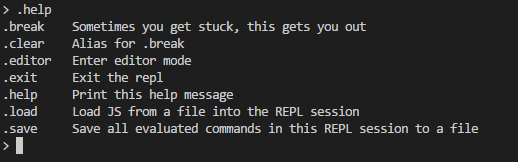 > .help
.break    Sometimes you get stuck, this gets you out
.clear    Alias for .break
.editor   Enter editor mode
.exit     Exit the repl
.help     Print this help message
.load     Load JS from a file into the REPL session
.save     Save all evaluated commands in this REPL session to a file
>